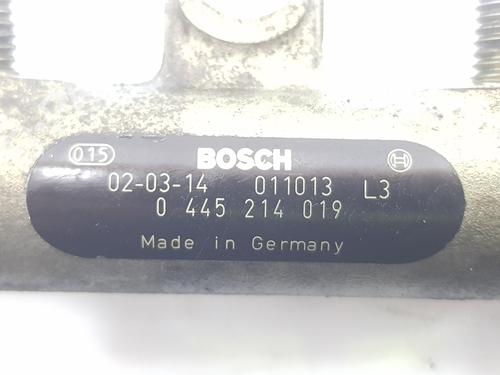 015 BOSCH
02-03-14 011013 L3
0 445 214 019
Made in Germany